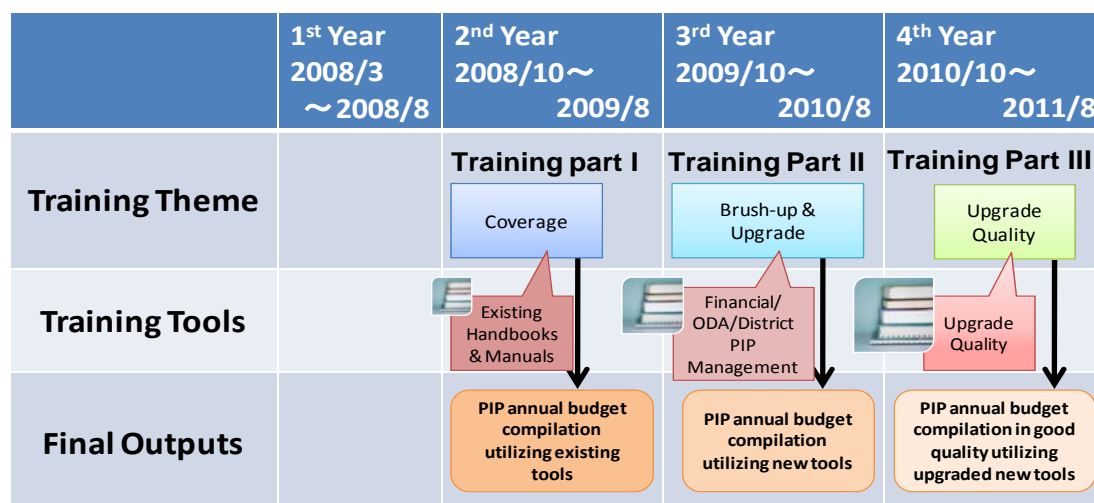 1st Year
2008/3
～2008/8
2nd Year
2008/10～
2009/8
3rd Year
2009/10～
2010/8
4th Year
2010/10～
2011/8
Training Theme
Training part I
Coverage
Training Part II
Brush-up &
Upgrade
Training Part III
Upgrade
Quality
Training Tools
Existing
Handbooks
& Manuals
Financial/
ODA/District
PIP
Management
Upgrade
Quality
Final Outputs
PIP annual budget
compilation
utilizing existing
tools
PIP annual budget
compilation
utilizing new tools
PIP annual budget
compilation in good
quality utilizing
upgraded new tools